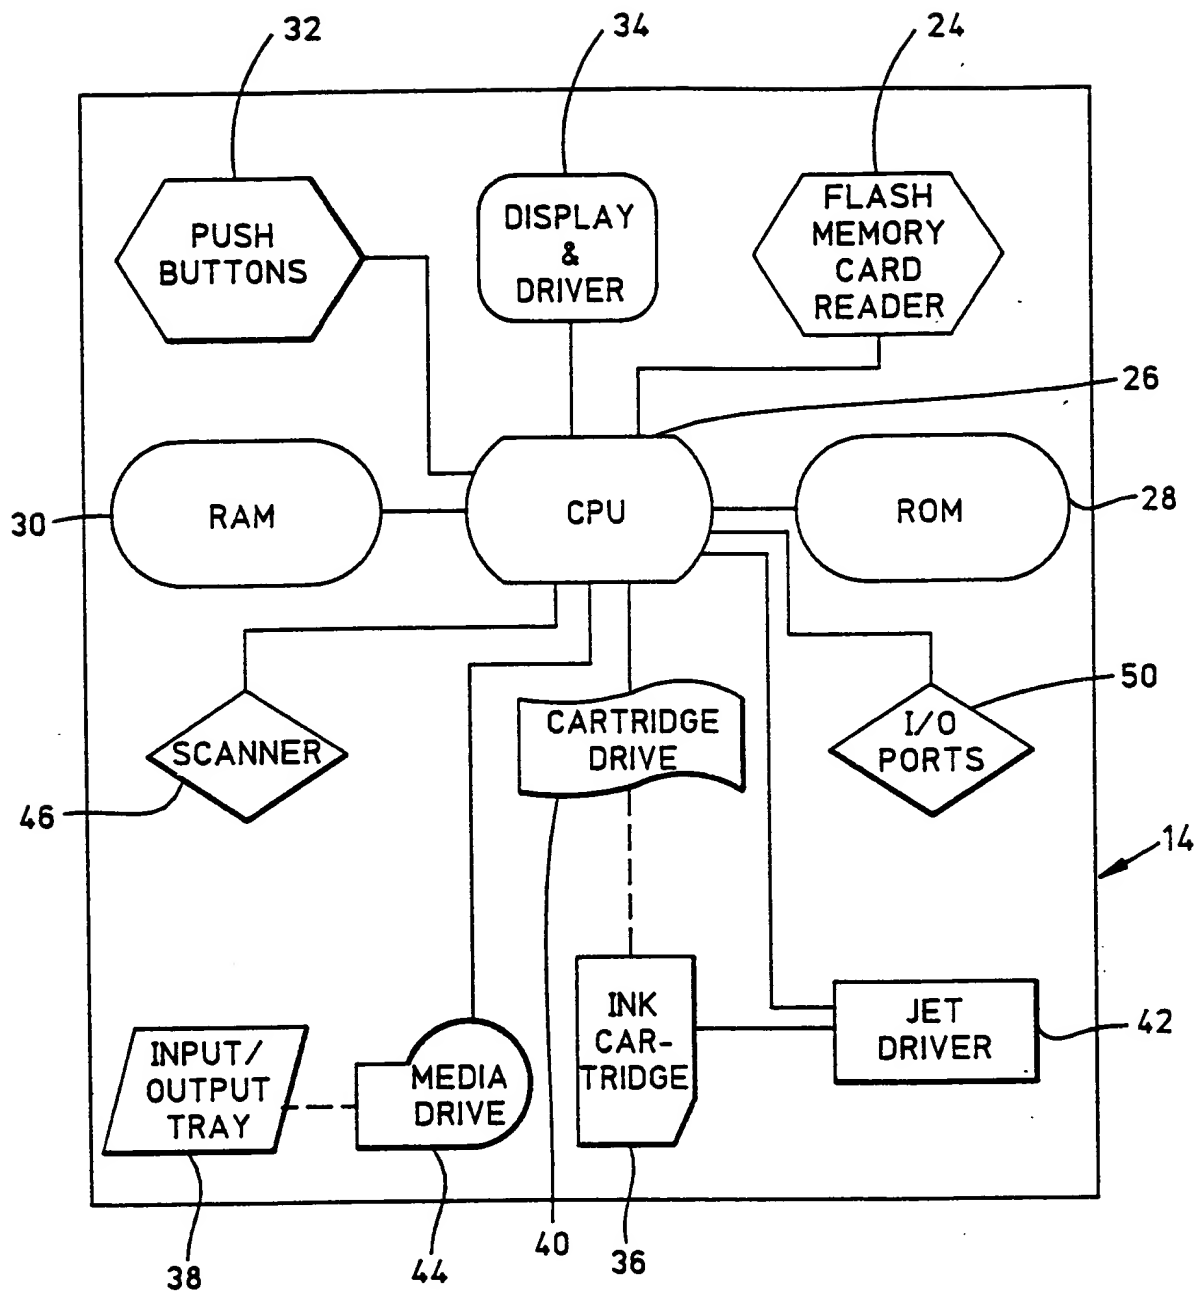 32
34
24
PUSH
BUTTONS
DISPLAY
&
DRIVER
FLASH
MEMORY
CARD
READER
26
30
RAM
CPU
ROM
28
SCANNER
46
CARTRIDGE
DRIVE
I/O
PORTS
50
14
INPUT/
OUTPUT
TRAY
MEDIA
DRIVE
INK
CAR-
TRIDGE
JET
DRIVER
42
38
44
40
36